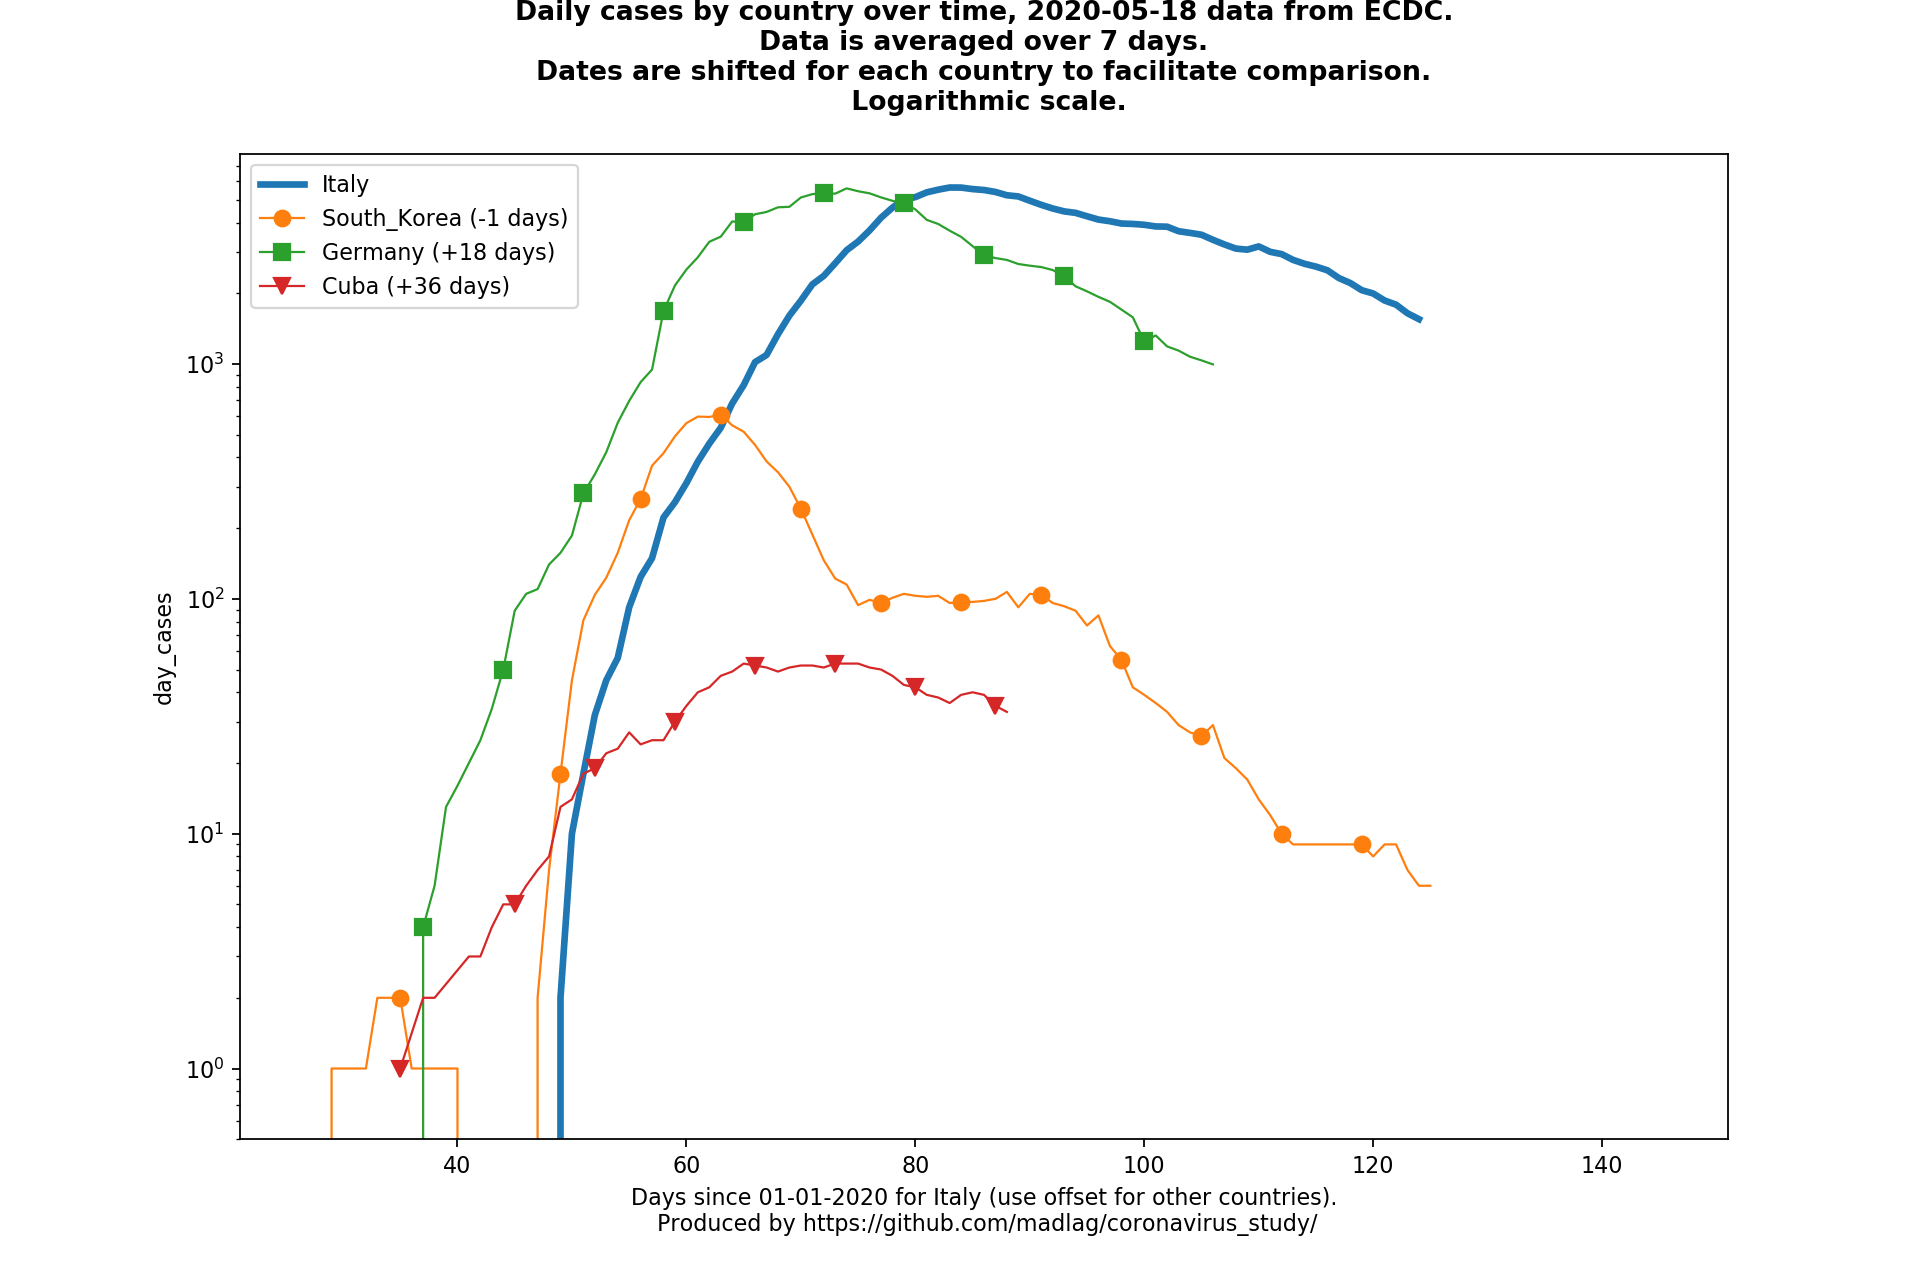 Daily cases by country over time, 2020-05-18 data from ECDC.
Data is averaged over 7 days.
Dates are shifted for each country to facilitate comparison.
Logarithmic scale.
Italy
South_Korea (-1 days)
Germany (+18 days)
Cuba (+36 days)
day_cases
10³
10²
10¹
10⁰
40 60 80 100 120 140
Days since 01-01-2020 for Italy (use offset for other countries).
Produced by https://github.com/madlag/coronavirus_study/